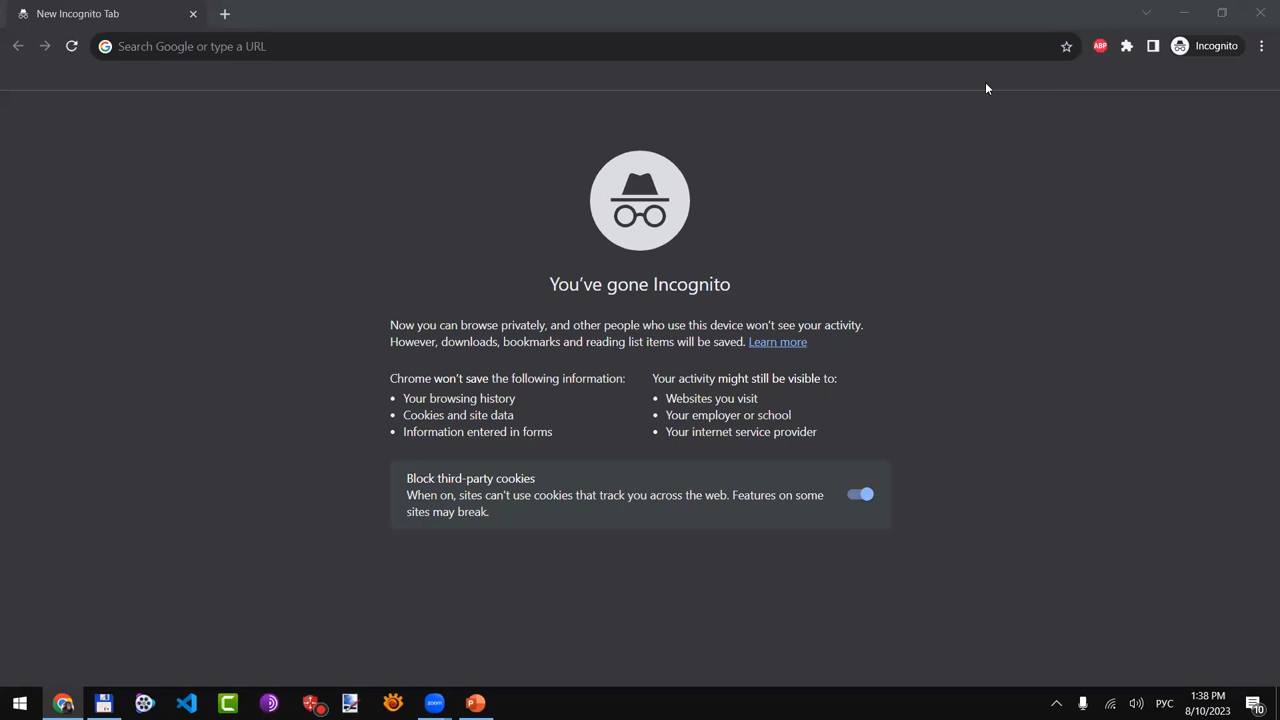 New Incognito Tab
Search Google or type a URL
ABP
Incognito
You've gone Incognito
Now you can browse privately, and other people who use this device won't see your activity.
However, downloads, bookmarks and reading list items will be saved. Learn more
Chrome won't save the following information:
• Your browsing history
• Cookies and site data
• Information entered in forms
Your activity might still be visible to:
• Websites you visit
• Your employer or school
• Your internet service provider
Block third-party cookies
When on, sites can't use cookies that track you across the web. Features on some
sites may break.
zoom
P
РУС
1:38 PM
8/10/2023
10